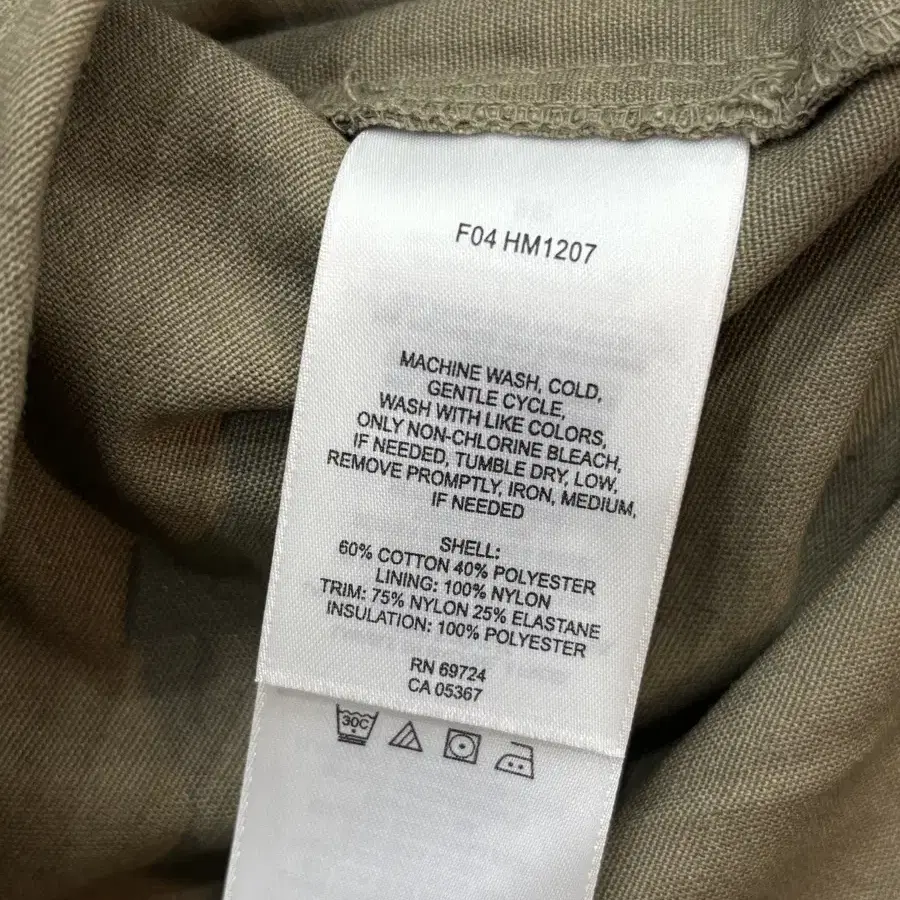 F04 HM1207
MACHINE WASH, COLD,
GENTLE CYCLE,
WASH WITH LIKE COLORS,
ONLY NON-CHLORINE BLEACH,
IF NEEDED, TUMBLE DRY, LOW,
REMOVE PROMPTLY, IRON, MEDIUM,
IF NEEDED
SHELL:
60% COTTON 40% POLYESTER
LINING: 100% NYLON
TRIM: 75% NYLON 25% ELASTANE
INSULATION: 100% POLYESTER
RN 69724
CA 05367
30C